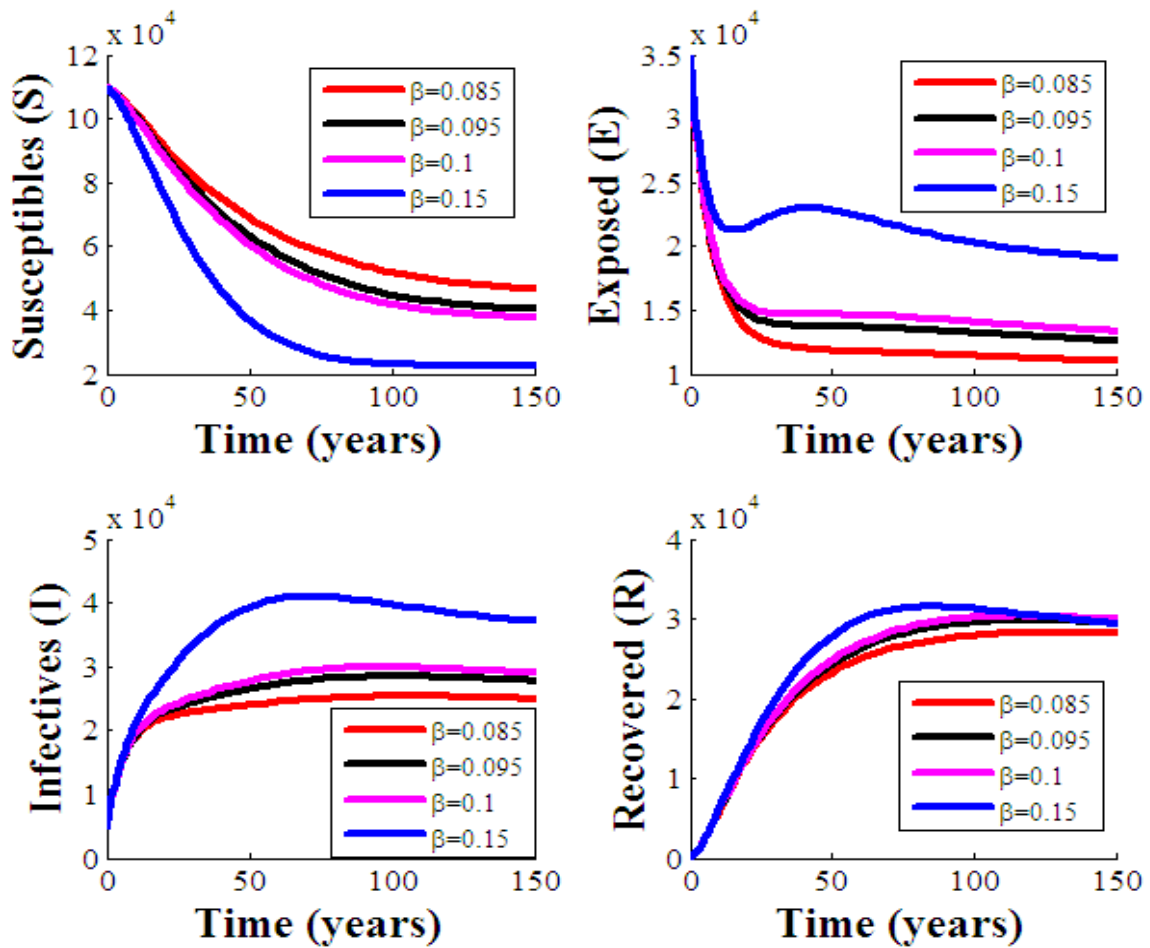 x 10^4
12
10
8
6
4
2
0
50
100
150
Susceptibles (S)
Time (years)
β=0.085
β=0.095
β=0.1
β=0.15
x 10^4
3.5
3
2.5
2
1.5
1
0
50
100
150
Exposed (E)
Time (years)
β=0.085
β=0.095
β=0.1
β=0.15
x 10^4
5
4
3
2
1
0
0
50
100
150
Infectives (I)
Time (years)
β=0.085
β=0.095
β=0.1
β=0.15
x 10^4
4
3
2
1
0
0
50
100
150
Recovered (R)
Time (years)
β=0.085
β=0.095
β=0.1
β=0.15